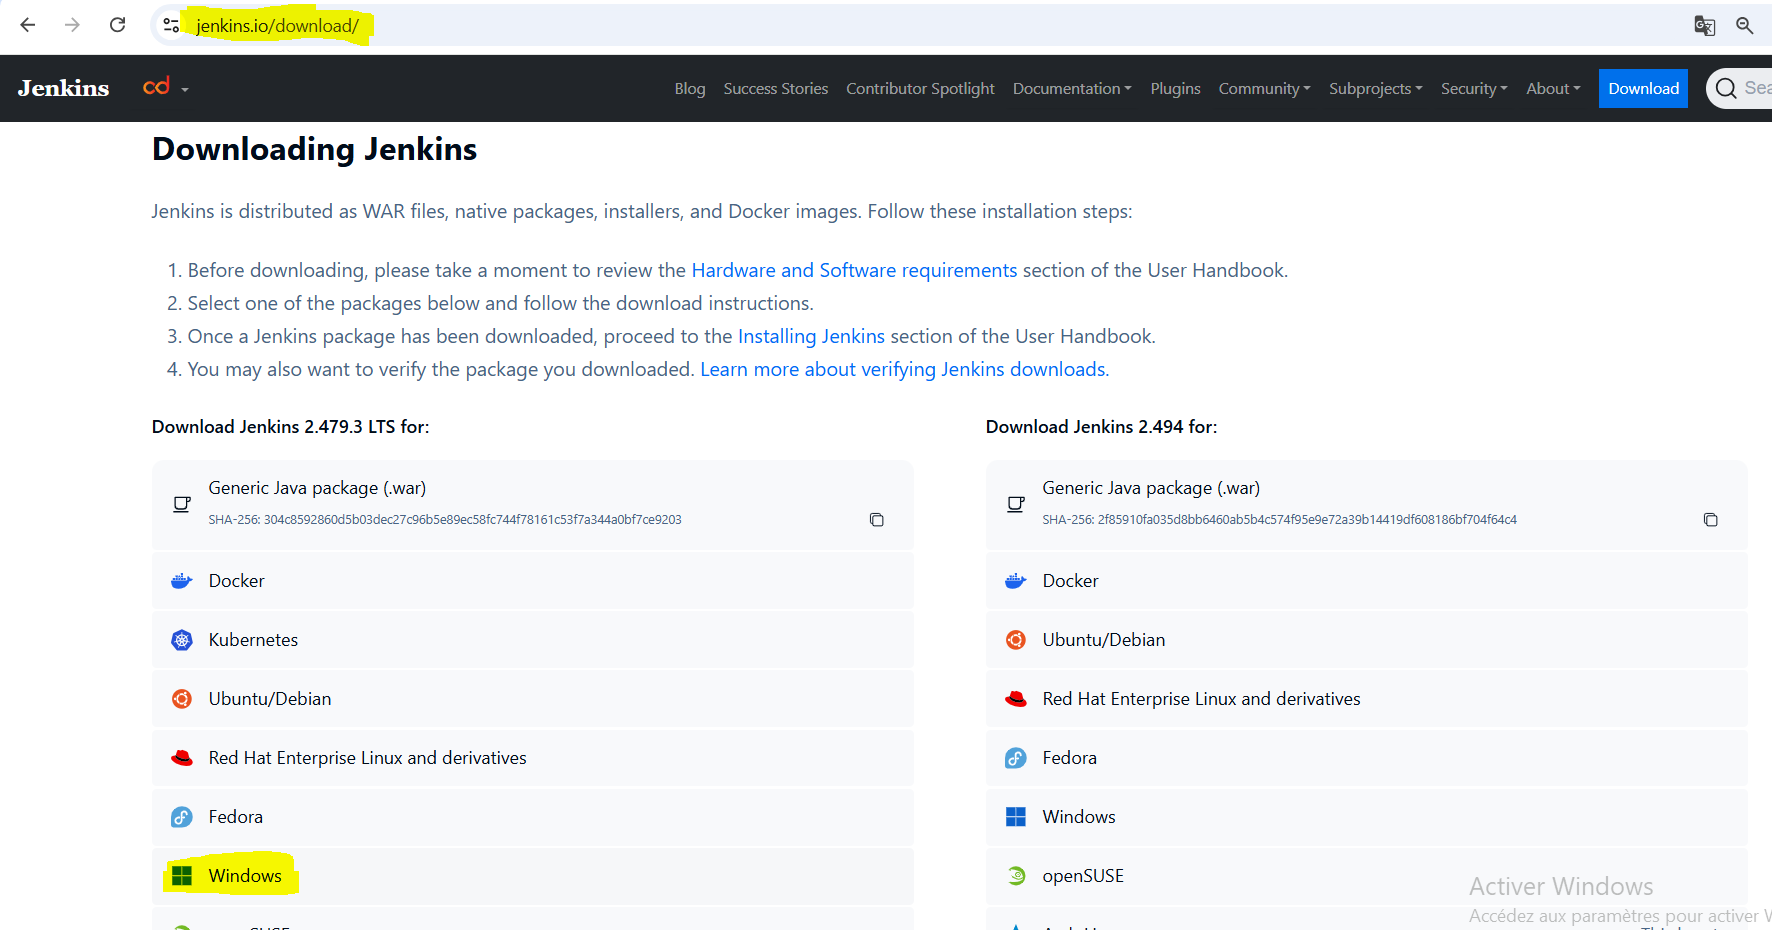 jenkins.io/download/
Jenkins
cd
Blog Success Stories Contributor Spotlight Documentation Plugins Community Subprojects Security About Download
Downloading Jenkins
Jenkins is distributed as WAR files, native packages, installers, and Docker images. Follow these installation steps:
1. Before downloading, please take a moment to review the Hardware and Software requirements section of the User Handbook.
2. Select one of the packages below and follow the download instructions.
3. Once a Jenkins package has been downloaded, proceed to the Installing Jenkins section of the User Handbook.
4. You may also want to verify the package you downloaded. Learn more about verifying Jenkins downloads.
Download Jenkins 2.479.3 LTS for:
Generic Java package (.war)
SHA-256: 304c8592860d5b03dec27c96b5e89ec58fc744f78161c53f7a344a0bf7ce9203
Docker
Kubernetes
Ubuntu/Debian
Red Hat Enterprise Linux and derivatives
Fedora
Windows
Download Jenkins 2.494 for:
Generic Java package (.war)
SHA-256: 2f85910fa035d8bb6460ab5b4c574f95e9e72a39b14419df608186bf704f64c4
Docker
Ubuntu/Debian
Red Hat Enterprise Linux and derivatives
Fedora
Windows
openSUSE
Activer Windows
Accédez aux paramètres pour activer